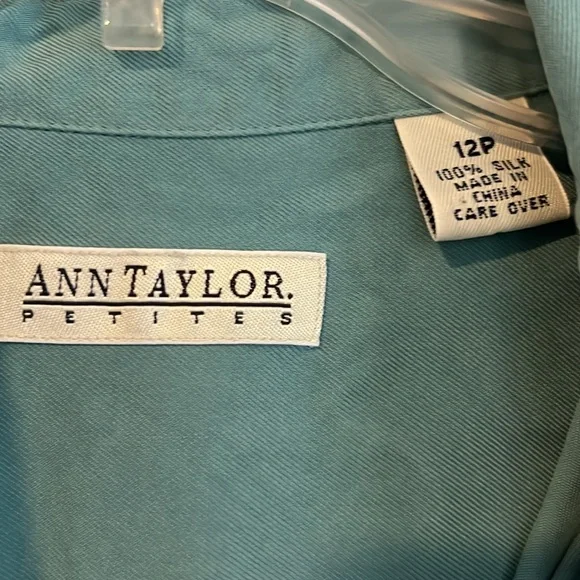 12P
100% SILK
MADE IN
CHINA
CARE OVER
ANN TAYLOR.
PETITES